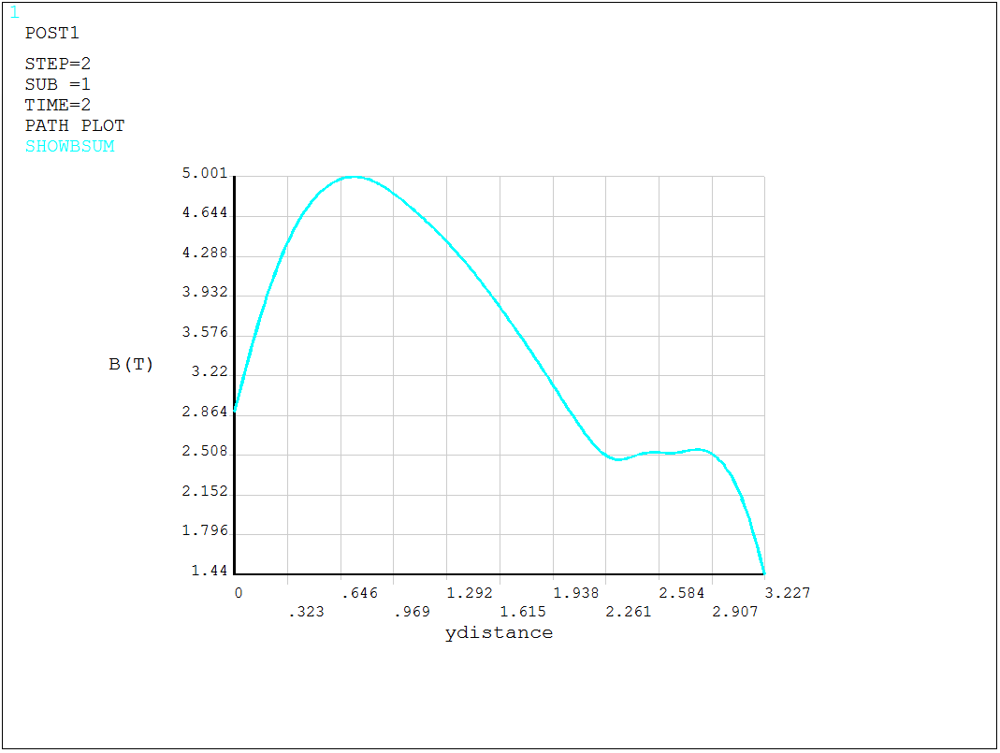 1
POST1
STEP=2
SUB =1
TIME=2
PATH PLOT
SHOWBSUM
5.001
4.644
4.288
3.932
3.576
B(T)
3.22
2.864
2.508
2.152
1.796
1.44
0 .646 1.292 1.938 2.584 3.227
.323 .969 1.615 2.261 2.907
ydistance